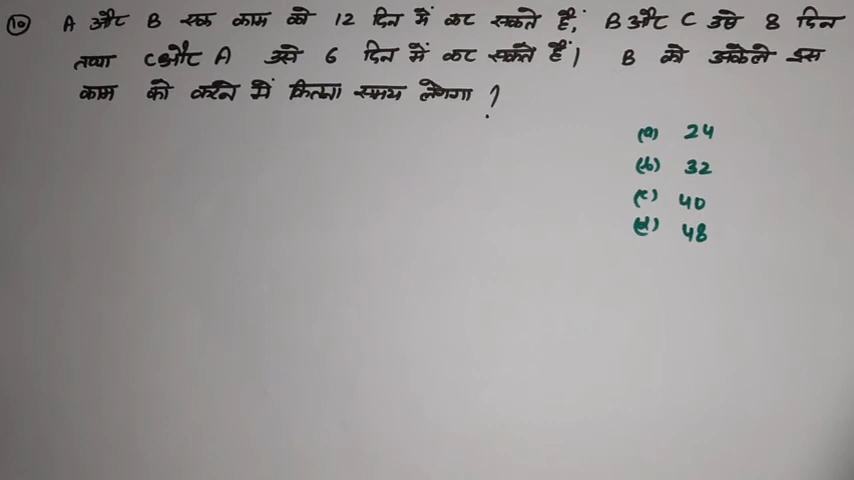 (10) A और B एक काम को 12 दिन में कर सकते हैं; B और C उसे 8 दिन
तथा C और A उसे 6 दिन में कर सकते हैं। B को अकेले इस
काम को करने में कितना समय लगेगा ?
(a) 24
(b) 32
(c) 40
(d) 48